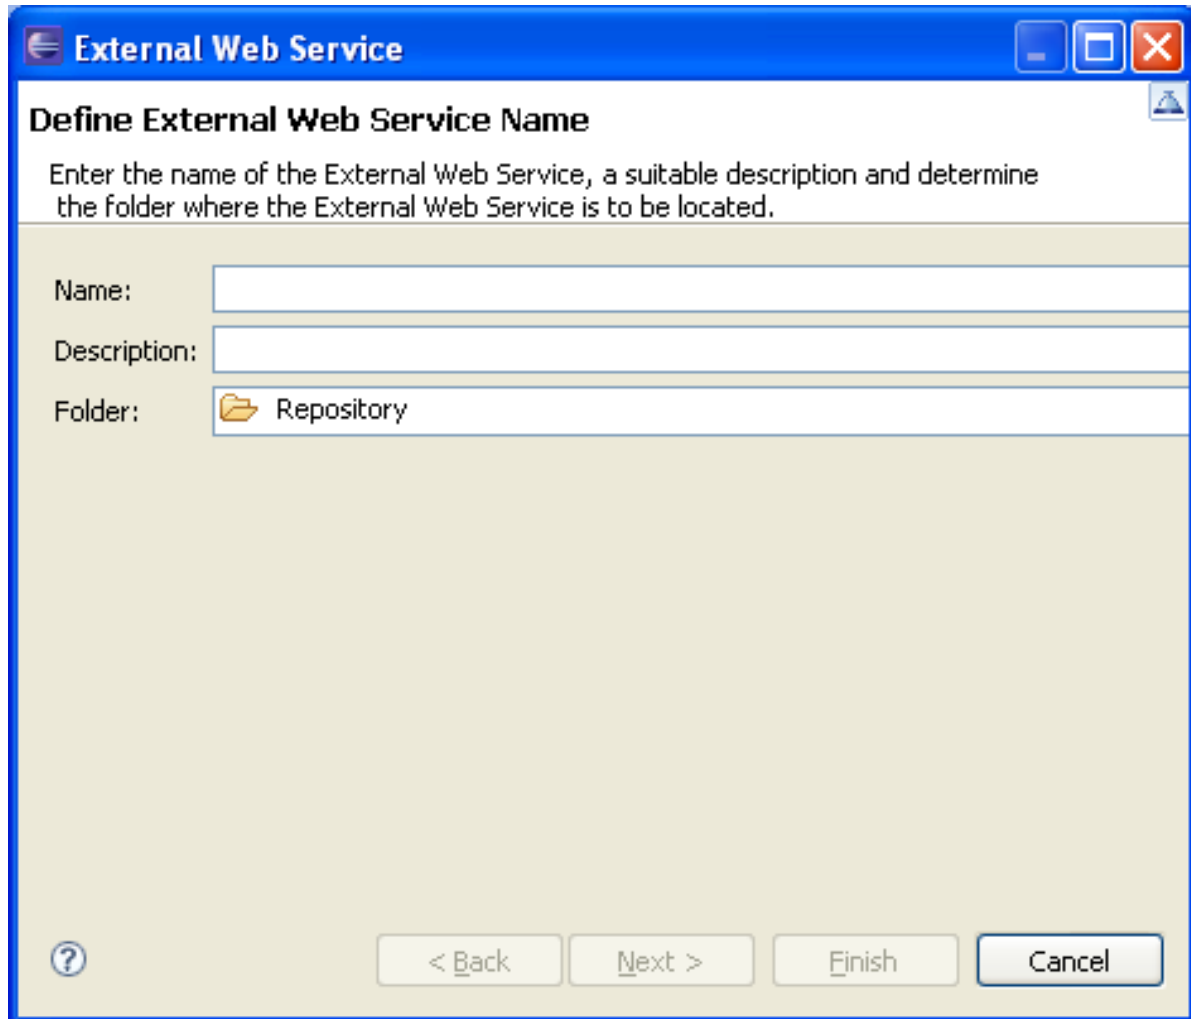 External Web Service
Define External Web Service Name
Enter the name of the External Web Service, a suitable description and determine
the folder where the External Web Service is to be located.
Name:
Description:
Folder: Repository
? < Back Next > Finish Cancel